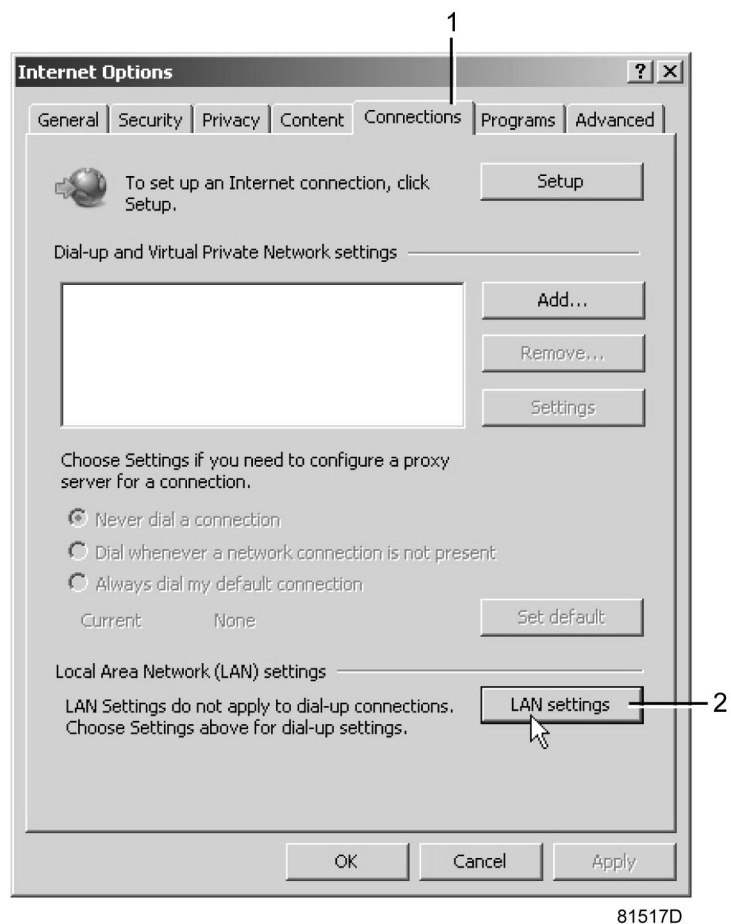 1
Internet Options
General Security Privacy Content Connections Programs Advanced
To set up an Internet connection, click
Setup.
Setup
Dial-up and Virtual Private Network settings
Add...
Remove...
Settings
Choose Settings if you need to configure a proxy
server for a connection.
Never dial a connection
Dial whenever a network connection is not present
Always dial my default connection
Current None
Set default
Local Area Network (LAN) settings
LAN Settings do not apply to dial-up connections.
Choose Settings above for dial-up settings.
LAN settings
2
OK Cancel Apply
81517D